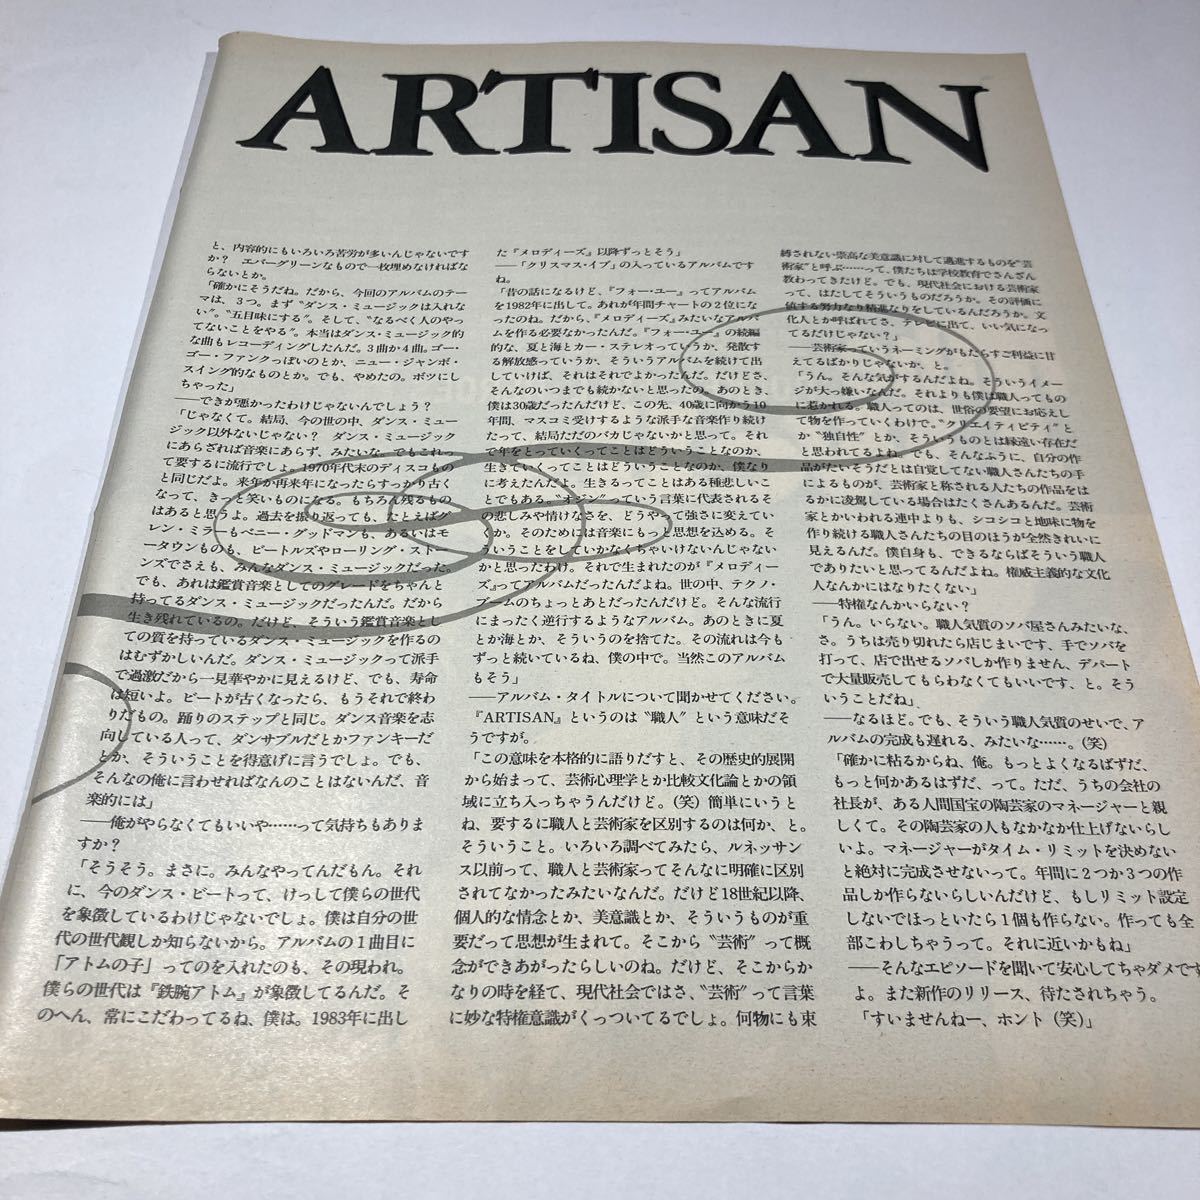 ARTISAN
と、内容的にもいろいろ苦労が多いんじゃないです
か？　エバーグリーンなもので一枚埋めなければな
らないとか。
「確かにそうだね。だから、今回のアルバムのテー
マは、３つ。まず〝ダンス・ミュージックは入れな
い〟。〝五目味にする〟。そして、〝なるべく人のやっ
てないことをやる〟。本当はダンス・ミュージック的
な曲もレコーディングしたんだ。３曲か４曲。ゴー・
ゴー・ファンクっぽいのとか、ニュー・ジャンボ・
スイング的なものとか。でも、やめたの。ボツにし
ちゃった」
――できが悪かったわけじゃないんでしょう？
「じゃなくて。結局、今の世の中、ダンス・ミュー
ジック以外ないじゃない？　ダンス・ミュージック
にあらざれば音楽にあらず、みたいな。でもこれっ
て要するに流行でしょ。1970年代末のディスコもの
と同じだよ。来年か再来年になったらすっかり古く
なって、きっと笑いものになる。もちろん残るもの
はあると思うよ。過去を振り返っても、たとえばグ
レン・ミラーもベニー・グッドマンも、あるいはモ
ータウンものも、ビートルズやローリング・ストー
ンズでさえも、みんなダンス・ミュージックだった。
でも、あれは鑑賞音楽としてのグレードをちゃんと
持ってるダンス・ミュージックだったんだ。だから
生き残れているの。だけど、そういう鑑賞音楽とし
ての質を持っているダンス・ミュージックを作るの
はむずかしいんだ。ダンス・ミュージックって派手
で過激だから一見華やかに見えるけど、でも、寿命
は短いよ。ビートが古くなったら、もうそれで終わ
りだもの。踊りのステップと同じ。ダンス音楽を志
向している人って、ダンサブルだとかファンキーだ
とか、そういうことを得意げに言うでしょ。でも、
そんなの俺に言わせればなんのことはないんだ、音
楽的には」
――俺がやらなくてもいいや……って気持ちもありま
すか？
「そうそう。まさに。みんなやってんだもん。それ
に、今のダンス・ビートって、けっして僕らの世代
を象徴しているわけじゃないでしょ。僕は自分の世
代の世代観しか知らないから。アルバムの１曲目に
「アトムの子」ってのを入れたのも、その現われ。
僕らの世代は『鉄腕アトム』が象徴してるんだ。そ
のへん、常にこだわってるね、僕は。1983年に出し
た『メロディーズ』以降ずっとそう」
――「クリスマス・イブ」の入っているアルバムです
ね。
「昔の話になるけど、『フォー・ユー』ってアルバム
を1982年に出して。あれが年間チャートの２位にな
ったのね。だから、『メロディーズ』みたいなアルバ
ムを作る必要なかったんだ。『フォー・ユー』の続編
的な、夏と海とカー・ステレオっていうか、発散す
る解放感っていうか、そういうアルバムを続けて出
していけば、それはそれでよかったんだ。だけどさ、
そんなのいつまでも続かないと思ったの。あのとき、
僕は30歳だったんだけど、この先、40歳に向かう10
年間、マスコミ受けするような派手な音楽作り続け
たって、結局ただのバカじゃないかと思って。それ
で年をとっていくってことはどういうことなのか、
生きていくってことはどういうことなのか、僕なり
に考えたんだよ。生きるってことはある種悲しいこ
とでもある。〝オジン〟っていう言葉に代表されるそ
の悲しみや情けなさを、どうやって強さに変えてい
くか。そのためには音楽にもっと思想を込める。そ
ういうことをしていかなくちゃいけないんじゃない
かと思ったわけ。それで生まれたのが『メロディー
ズ』ってアルバムだったんだよね。世の中、テクノ・
ブームのちょっとあとだったんだけど。そんな流行
にまったく逆行するようなアルバム。あのときに夏
とか海とか、そういうのを捨てた。その流れは今も
ずっと続いているね、僕の中で。当然このアルバム
もそう」
――アルバム・タイトルについて聞かせてください。
『ARTISAN』というのは〝職人〟という意味だそ
うですが。
「この意味を本格的に語りだすと、その歴史的展開
から始まって、芸術心理学とか比較文化論とかの領
域に立ち入っちゃうんだけど。（笑）簡単にいうと
ね、要するに職人と芸術家を区別するのは何か、と。
そういうこと。いろいろ調べてみたら、ルネッサン
ス以前って、職人と芸術家ってそんなに明確に区別
されてなかったみたいなんだ。だけど18世紀以降、
個人的な情念とか、美意識とか、そういうものが重
要だって思想が生まれて。そこから〝芸術〟って概
念ができあがったらしいのね。だけど、そこからか
なりの時を経て、現代社会ではさ、〝芸術〟って言葉
に妙な特権意識がくっついてるでしょ。何物にも束
縛されない崇高な美意識に対して邁進するものを〝芸
術家〟と呼ぶ……って、僕たちは学校教育でさんざん
教わってきたけど。でも、現代社会における芸術家
って、はたしてそういうものだろうか。その評価に
値する努力なり精進なりをしているんだろうか。文
化人とか呼ばれてさ、テレビに出て、いい気になっ
てるだけじゃない？」
――芸術家っていうネーミングがもたらすご利益に甘
えてるばかりじゃないか、と。
「うん。そんな気がするんだよね。そういうイメー
ジが大っ嫌いなんだ。それよりも僕は職人ってもの
に惹かれる。職人ってのは、世俗の要望にお応えし
て物を作っていくわけで。〝クリエイティビティ〟と
か〝独自性〟とか、そういうものとは縁遠い存在だ
と思われてるよね。でも、そんなふうに、自分の作
品がたいそうだとは自覚してない職人さんたちの手
によるものが、芸術家と称される人たちの作品をは
るかに凌駕している場合はたくさんあるんだ。芸術
家とかいわれる連中よりも、シコシコと地味に物を
作り続ける職人さんたちの目のほうが全然きれいに
見えるんだ。僕自身も、できるならばそういう職人
でありたいと思ってるんだよね。権威主義的な文化
人なんかにはなりたくない」
――特権なんかいらない？
「うん。いらない。職人気質のソバ屋さんみたいな、
さ。うちは売り切れたら店じまいです、手でソバを
打って、店で出せるソバしか作りません、デパート
で大量販売してもらわなくてもいいです、と。そう
いうことだね」
――なるほど。でも、そういう職人気質のせいで、ア
ルバムの完成も遅れる、みたいな……。（笑）
「確かに粘るからね、俺。もっとよくなるはずだ、
もっと何かあるはずだ、って。ただ、うちの会社の
社長が、ある人間国宝の陶芸家のマネージャーと親
しくて。その陶芸家の人もなかなか仕上げないらし
いよ。マネージャーがタイム・リミットを決めない
と絶対に完成させないって。年間に２つか３つの作
品しか作らないらしいんだけど、もしリミット設定
しないでほっといたら１個も作らない。作っても全
部こわしちゃうって。それに近いかもね」
――そんなエピソードを聞いて安心してちゃダメです
よ。また新作のリリース、待たされちゃう。
「すいませんねー、ホント（笑）」